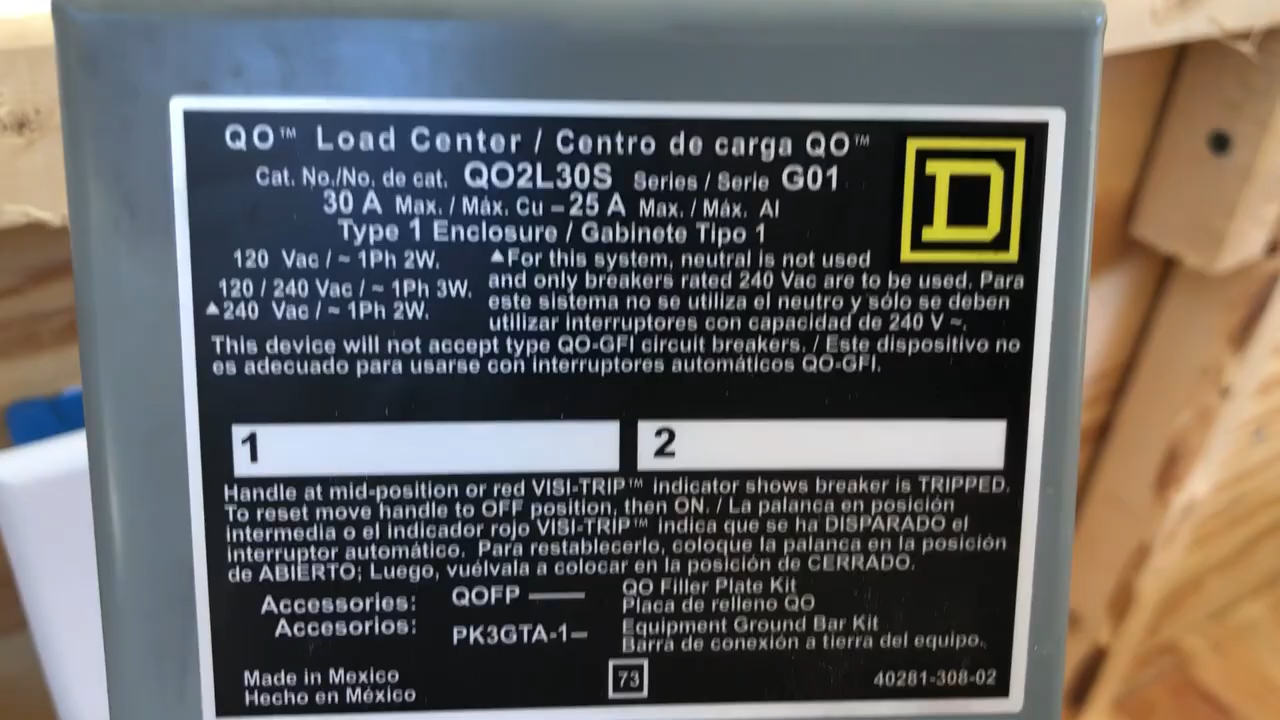 QO™ Load Center / Centro de carga QO™
Cat. No./No. de cat. QO2L30S Series / Serie G01
30 A Max. / Máx. Cu – 25 A Max. / Máx. Al
Type 1 Enclosure / Gabinete Tipo 1
120 Vac / ~ 1Ph 2W.
120 / 240 Vac / ~ 1Ph 3W.
▲240 Vac / ~ 1Ph 2W.
▲For this system, neutral is not used
and only breakers rated 240 Vac are to be used. Para
este sistema no se utiliza el neutro y sólo se deben
utilizar interruptores con capacidad de 240 V ~.
This device will not accept type QO-GFI circuit breakers. / Este dispositivo no
es adecuado para usarse con interruptores automáticos QO-GFI.
D
1
2
Handle at mid-position or red VISI-TRIP™ indicator shows breaker is TRIPPED.
To reset move handle to OFF position, then ON. / La palanca en posición
intermedia o el indicador rojo VISI-TRIP™ indica que se ha DISPARADO el
interruptor automático. Para restablecerlo, coloque la palanca en la posición
de ABIERTO; Luego, vuélvala a colocar en la posición de CERRADO.
Accessories:
Accesorios:
QOFP —
QO Filler Plate Kit
Placa de relleno QO
PK3GTA-1–
Equipment Ground Bar Kit
Barra de conexión a tierra del equipo.
Made in Mexico
Hecho en México
73
40281-308-02